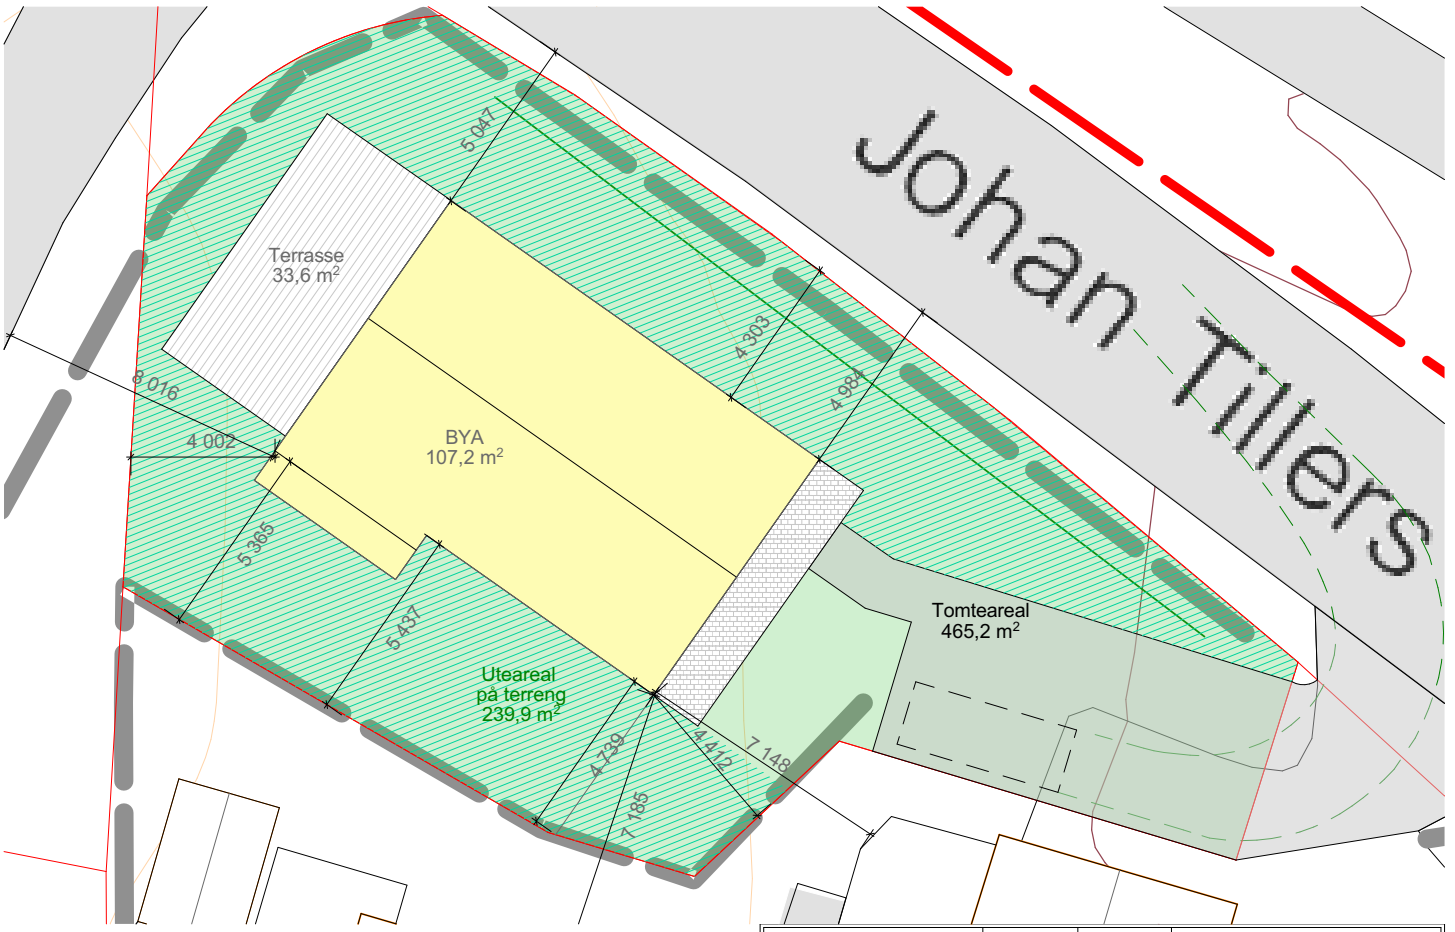 5 047
Johan Tillers
Terrasse
33,6 m²
4 303
8 016
4 984
4 002
BYA
107,2 m²
5 365
5 437
Tomteareal
465,2 m²
Uteareal
på terreng
239,9 m²
4 739
4 412
7 148
7 185